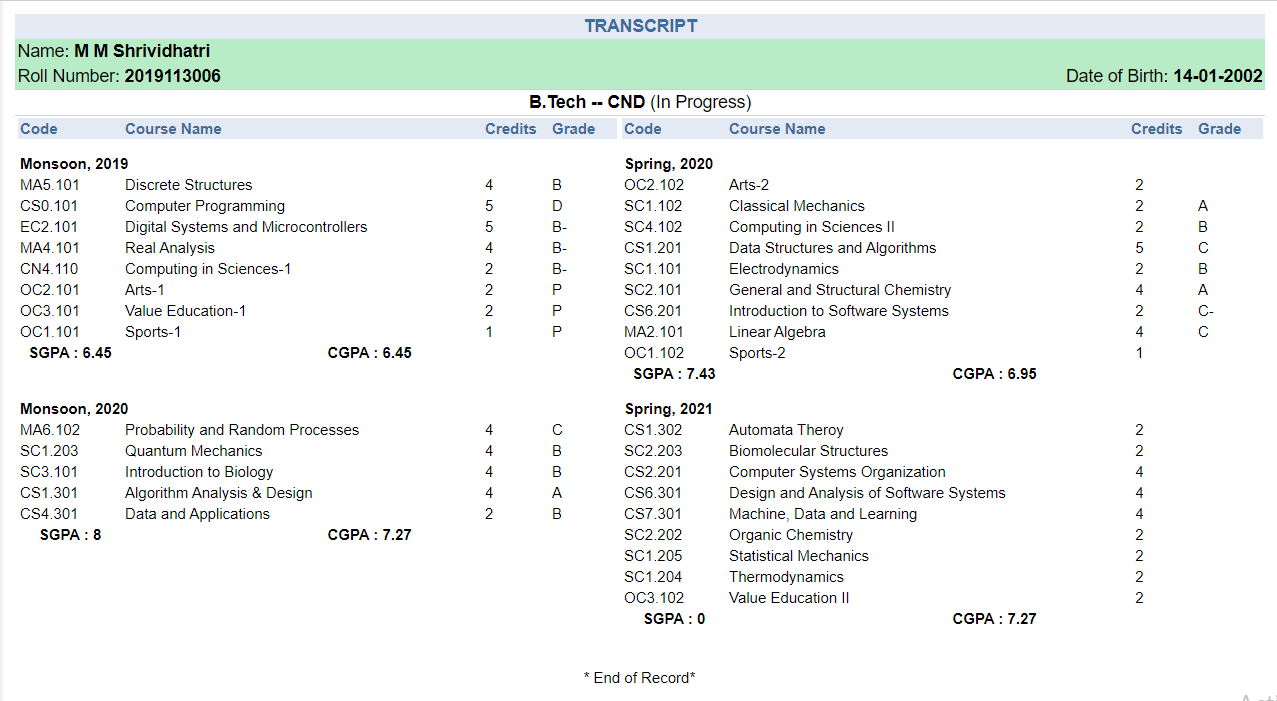 TRANSCRIPT
Name: M M Shrividhatri
Roll Number: 2019113006 Date of Birth: 14-01-2002
B.Tech -- CND (In Progress)
Code Course Name Credits Grade Code Course Name Credits Grade
Monsoon, 2019
MA5.101 Discrete Structures 4 B
CS0.101 Computer Programming 5 D
EC2.101 Digital Systems and Microcontrollers 5 B-
MA4.101 Real Analysis 4 B-
CN4.110 Computing in Sciences-1 2 B-
OC2.101 Arts-1 2 P
OC3.101 Value Education-1 2 P
OC1.101 Sports-1 1 P
SGPA : 6.45 CGPA : 6.45
Spring, 2020
OC2.102 Arts-2 2
SC1.102 Classical Mechanics 2 A
SC4.102 Computing in Sciences II 2 B
CS1.201 Data Structures and Algorithms 5 C
SC1.101 Electrodynamics 2 B
SC2.101 General and Structural Chemistry 4 A
CS6.201 Introduction to Software Systems 2 C-
MA2.101 Linear Algebra 4 C
OC1.102 Sports-2 1
SGPA : 7.43 CGPA : 6.95
Monsoon, 2020
MA6.102 Probability and Random Processes 4 C
SC1.203 Quantum Mechanics 4 B
SC3.101 Introduction to Biology 4 B
CS1.301 Algorithm Analysis & Design 4 A
CS4.301 Data and Applications 2 B
SGPA : 8 CGPA : 7.27
Spring, 2021
CS1.302 Automata Theroy 2
SC2.203 Biomolecular Structures 2
CS2.201 Computer Systems Organization 4
CS6.301 Design and Analysis of Software Systems 4
CS7.301 Machine, Data and Learning 4
SC2.202 Organic Chemistry 2
SC1.205 Statistical Mechanics 2
SC1.204 Thermodynamics 2
OC3.102 Value Education II 2
SGPA : 0 CGPA : 7.27
* End of Record*